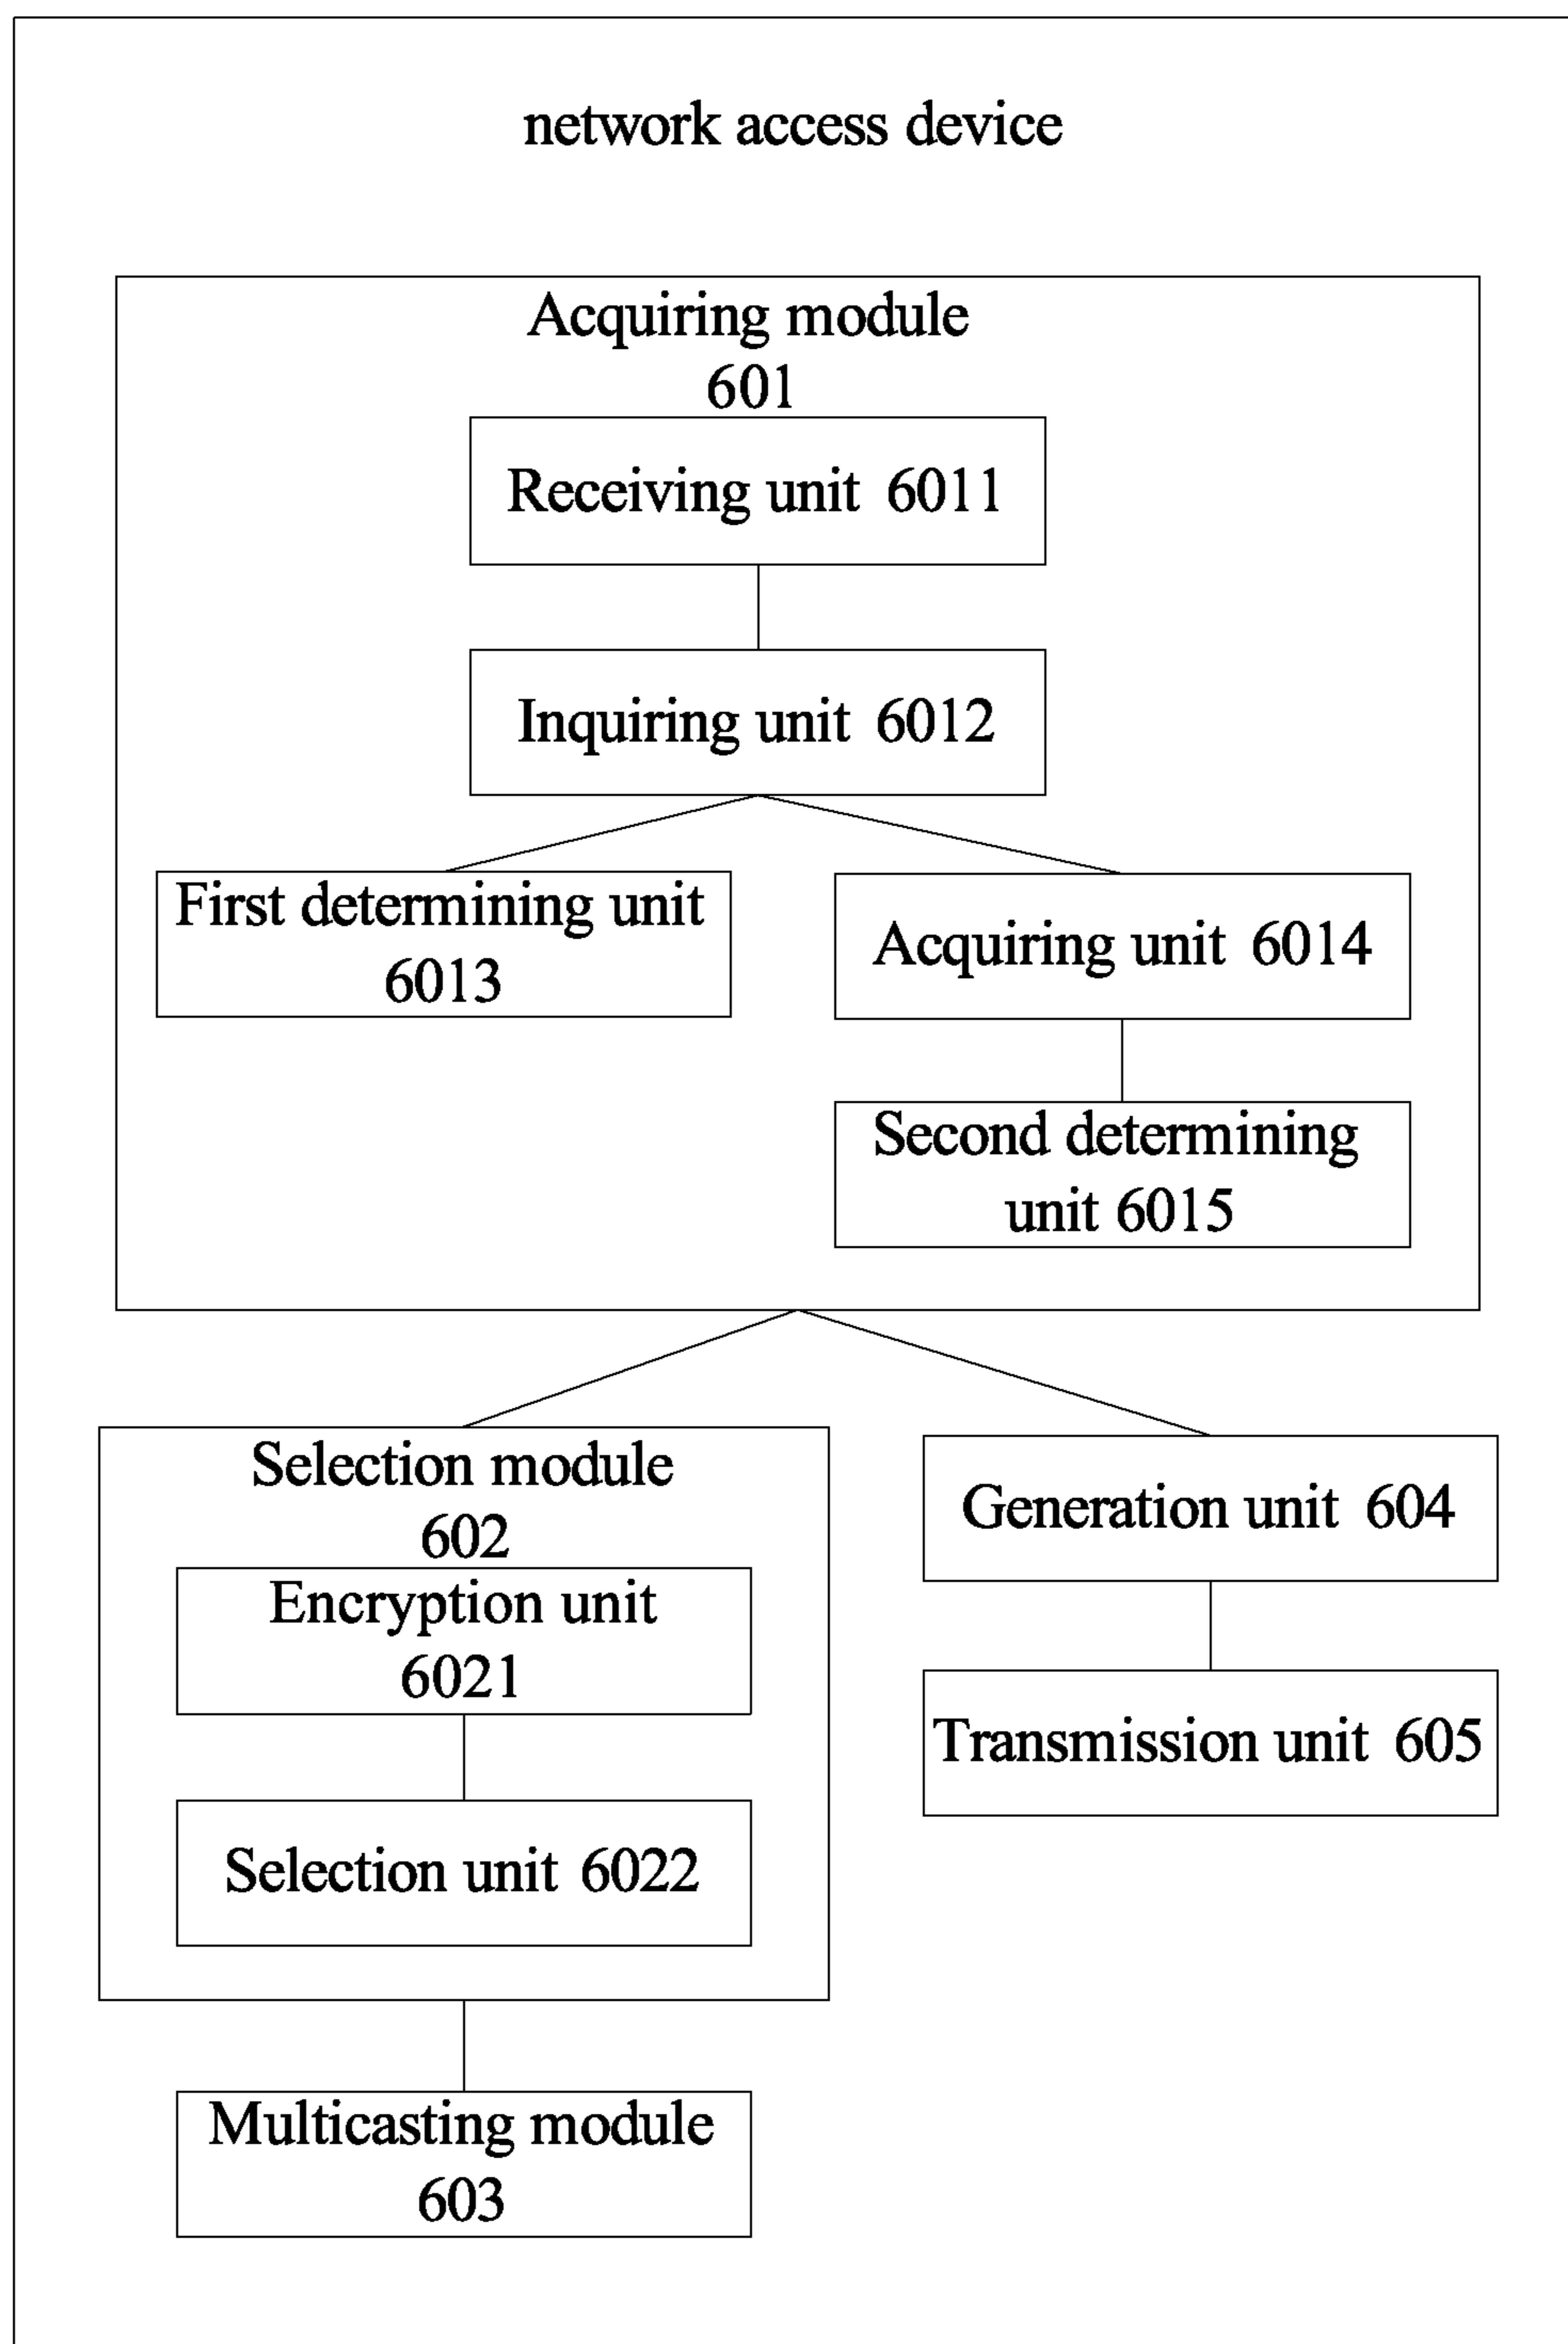 network access device
Acquiring module
601
Receiving unit 6011
Inquiring unit 6012
First determining unit
6013
Acquiring unit 6014
Second determining
unit 6015
Selection module
602
Encryption unit
6021
Selection unit 6022
Generation unit 604
Transmission unit 605
Multicasting module
603